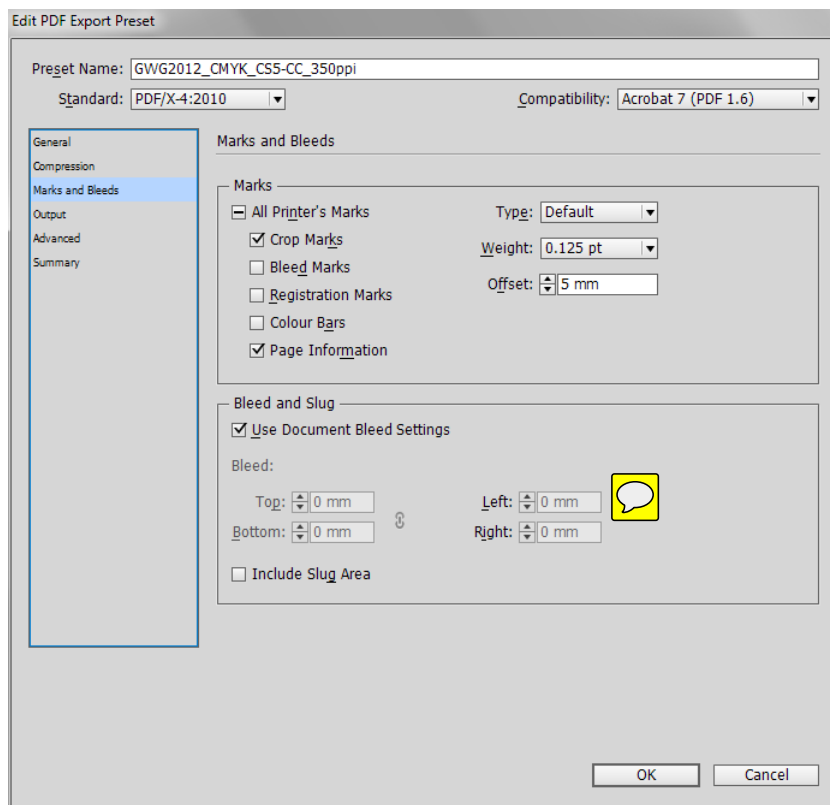 Edit PDF Export Preset
Preset Name: GWG2012_CMYK_CS5-CC_350ppi
Standard: PDF/X-4:2010 Compatibility: Acrobat 7 (PDF 1.6)
General
Compression
Marks and Bleeds
Output
Advanced
Summary
Marks and Bleeds
Marks
All Printer's Marks
Crop Marks
Bleed Marks
Registration Marks
Colour Bars
Page Information
Type: Default
Weight: 0.125 pt
Offset: 5 mm
Bleed and Slug
Use Document Bleed Settings
Bleed:
Top: 0 mm Left: 0 mm
Bottom: 0 mm Right: 0 mm
Include Slug Area
OK Cancel